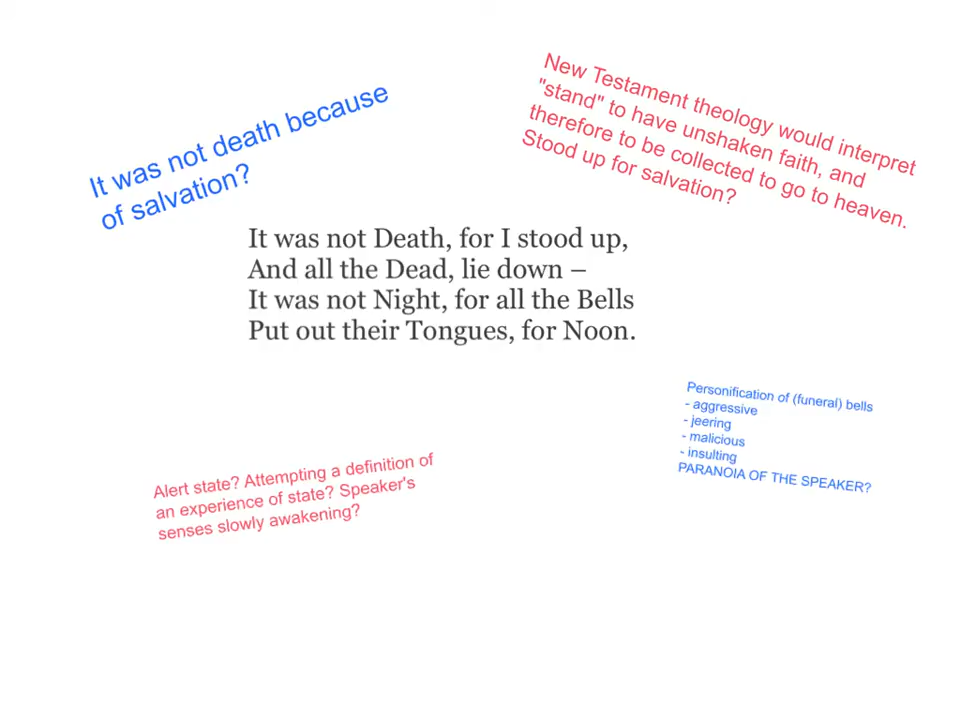 It was not death because
of salvation?
New Testament theology would interpret
"stand" to have unshaken faith, and
therefore to be collected to go to heaven.
Stood up for salvation?
It was not Death, for I stood up,
And all the Dead, lie down –
It was not Night, for all the Bells
Put out their Tongues, for Noon.
Personification of (funeral) bells
- aggressive
- jeering
- malicious
- insulting
PARANOIA OF THE SPEAKER?
Alert state? Attempting a definition of
an experience of state? Speaker's
senses slowly awakening?